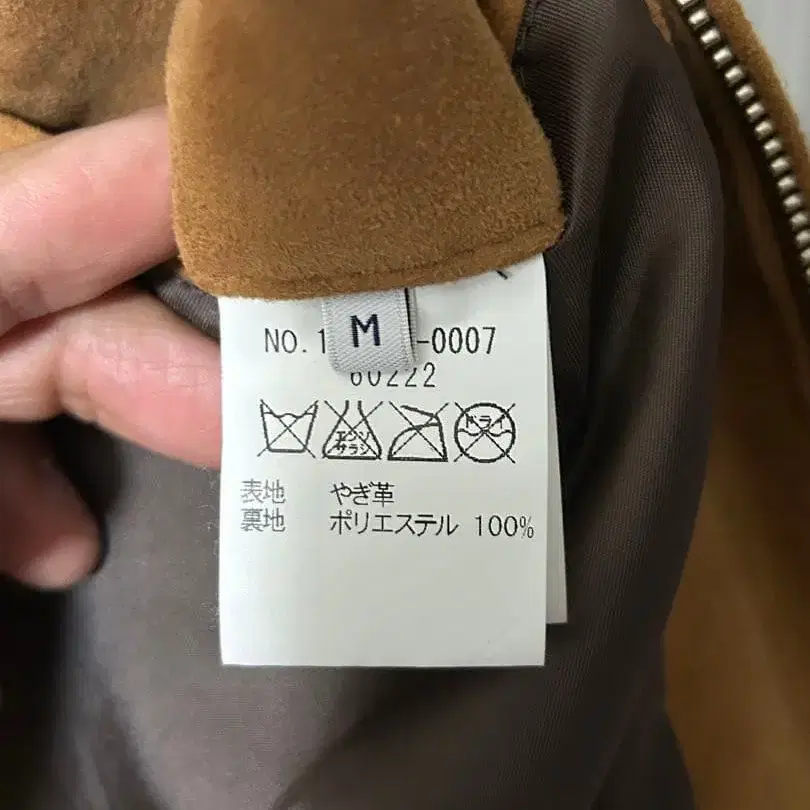 M
NO.1 -0007
60222
エンソ
サラシ
ドライ
表地 やぎ革
裏地 ポリエステル 100%